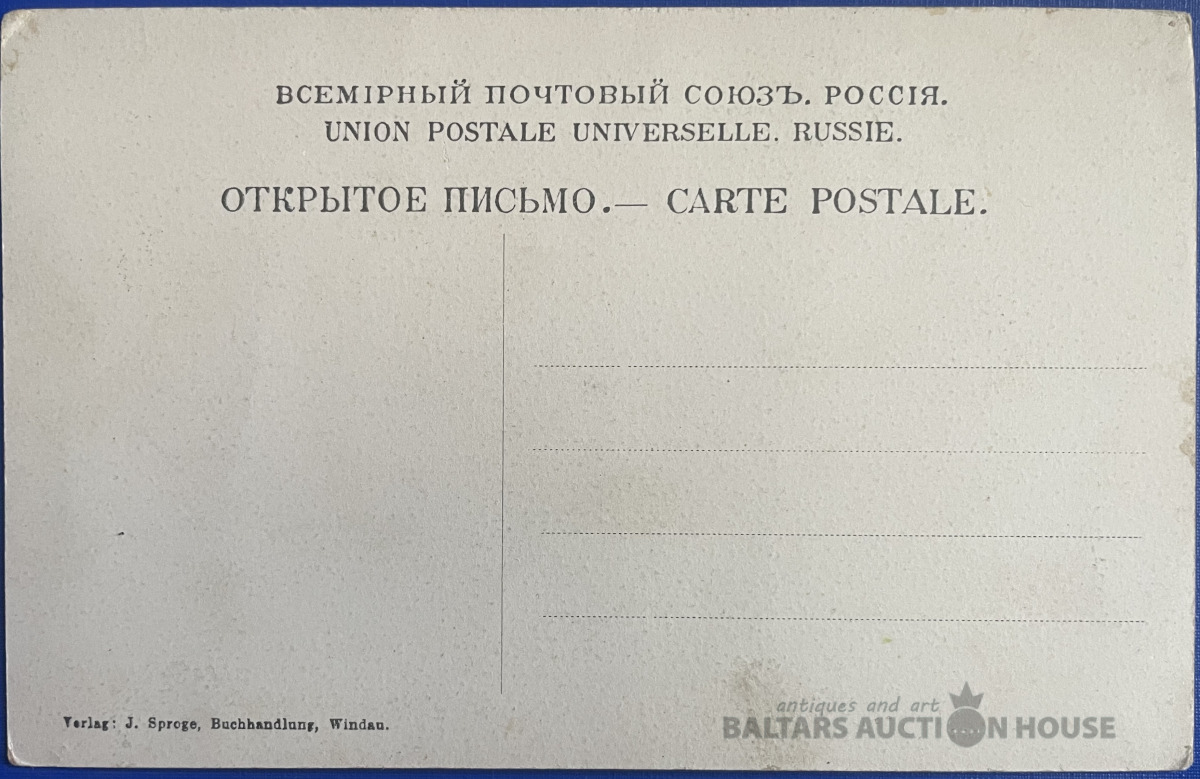 ВСЕМІРНЫЙ ПОЧТОВЫЙ СОЮЗЪ. РОССІЯ.
UNION POSTALE UNIVERSELLE. RUSSIE.
ОТКРЫТОЕ ПИСЬМО.— CARTE POSTALE.
Verlag: J. Sproge, Buchhandlung, Windau.
antiques and art
BALTARS AUCTION HOUSE